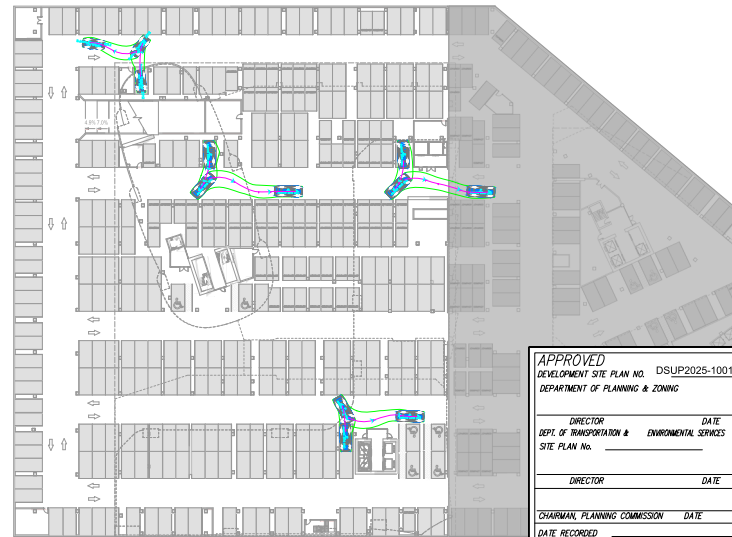 4.8% 7.0%
APPROVED
DEVELOPMENT SITE PLAN NO. DSUP2025-1001
DEPARTMENT OF PLANNING & ZONING
DIRECTOR DATE
DEPT. OF TRANSPORTATION & ENVIRONMENTAL SERVICES
SITE PLAN No.
DIRECTOR DATE
CHAIRMAN, PLANNING COMMISSION DATE
DATE RECORDED